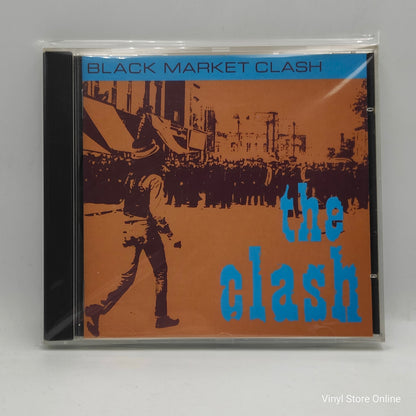 BLACK MARKET CLASH
the
clash
Vinyl Store Online